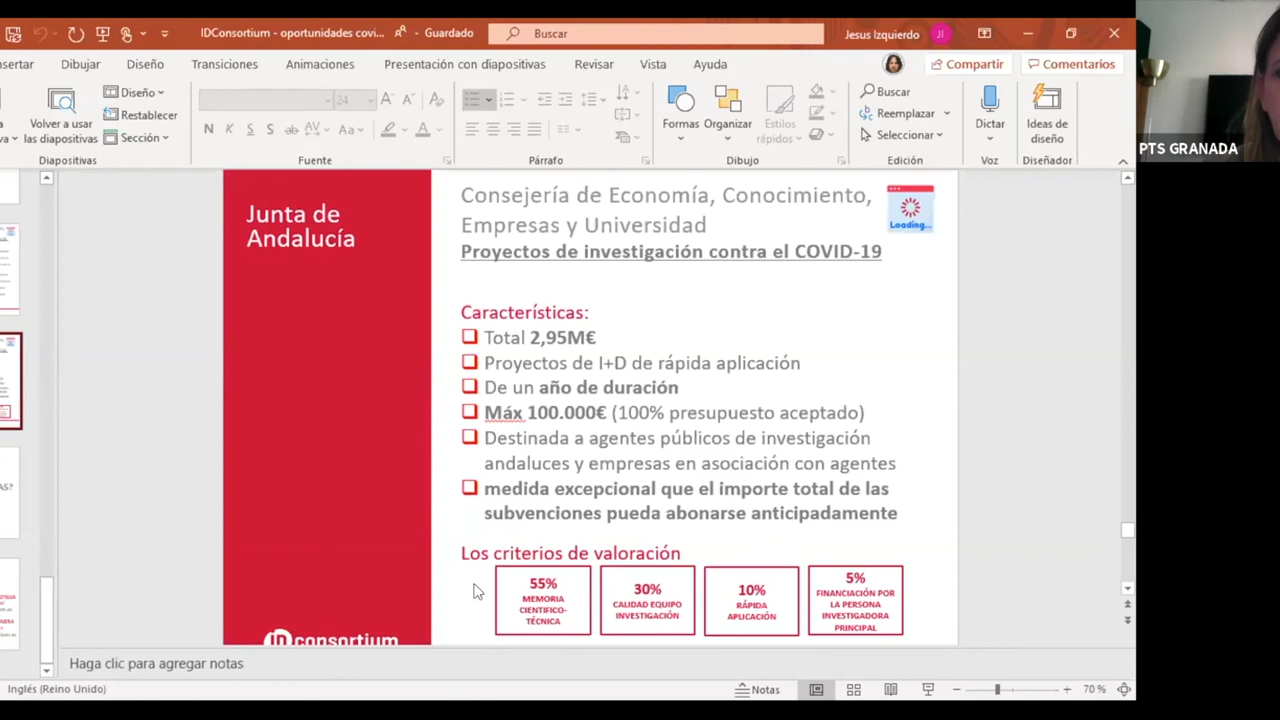 IDConsortium - oportunidades covi...
Guardado
Buscar
Jesus Izquierdo
JI
nsertar
Dibujar
Diseño
Transiciones
Animaciones
Presentación con diapositivas
Revisar
Vista
Ayuda
Compartir
Comentarios
Volver a usar
las diapositivas
Diseño
Restablecer
Sección
24
N K S S ab AV Aa A
Formas
Organizar
Estilos
rápidos
Buscar
Reemplazar
Seleccionar
Dictar
Ideas de
diseño
Diapositivas
Fuente
Párrafo
Dibujo
Edición
Voz
Diseñador
PTS GRANADA
Junta de
Andalucía
Consejería de Economía, Conocimiento,
Empresas y Universidad
Proyectos de investigación contra el COVID-19
Loading...
Características:
Total 2,95M€
Proyectos de I+D de rápida aplicación
De un año de duración
Máx 100.000€ (100% presupuesto aceptado)
Destinada a agentes públicos de investigación
andaluces y empresas en asociación con agentes
medida excepcional que el importe total de las
subvenciones pueda abonarse anticipadamente
Los criterios de valoración
55%
MEMORIA
CIENTIFICO-
TÉCNICA
30%
CALIDAD EQUIPO
INVESTIGACIÓN
10%
RÁPIDA
APLICACIÓN
5%
FINANCIACIÓN POR
LA PERSONA
INVESTIGADORA
PRINCIPAL
IDconsortium
Haga clic para agregar notas
Inglés (Reino Unido)
Notas
70 %